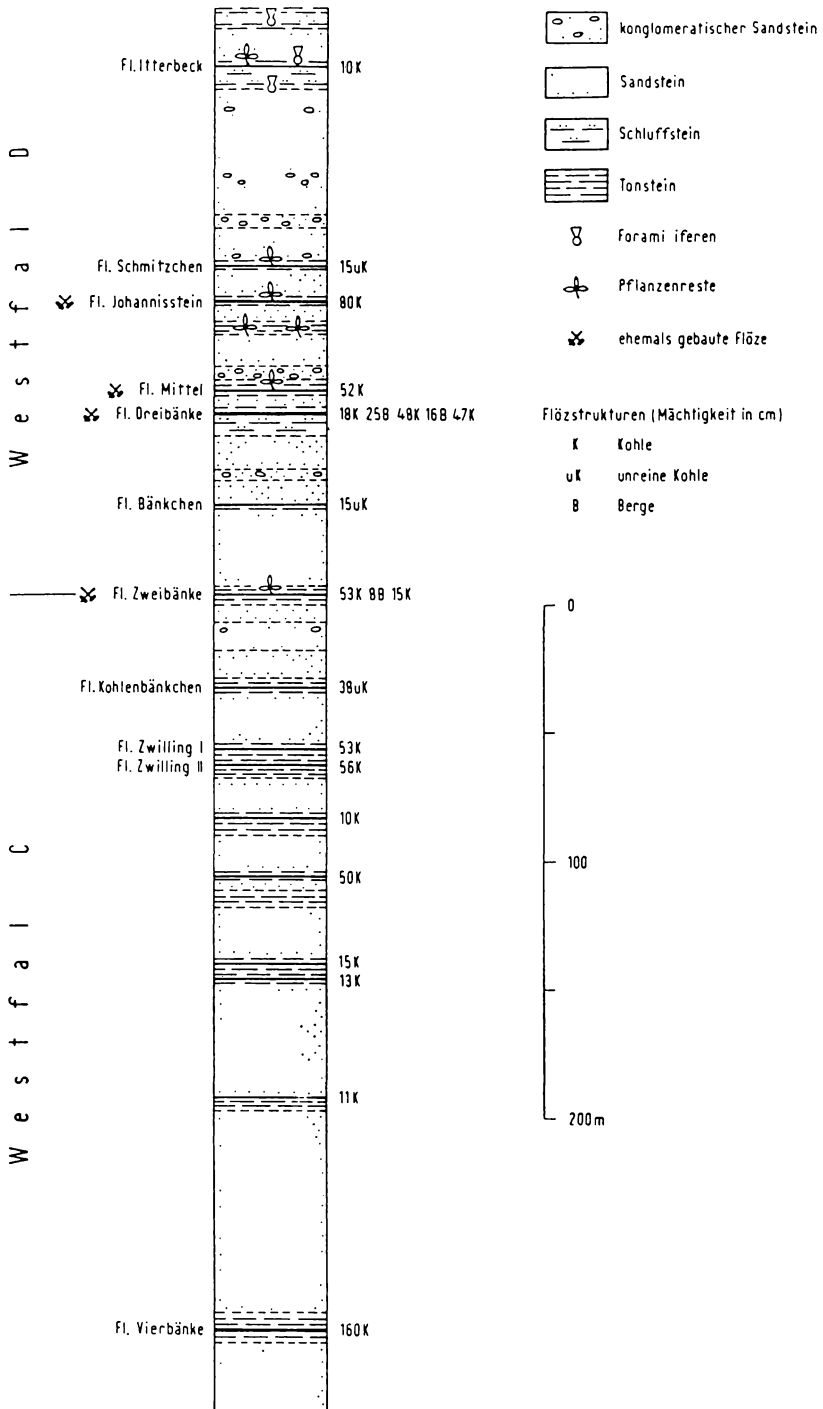 Westfal D
Westfal C
Fl. Itterbeck 10K
Fl. Schmitzchen 15uK
Fl. Johannisstein 80K
Fl. Mittel 52K
Fl. Dreibänke 18K 25B 48K 16B 47K
Fl. Bänkchen 15uK
Fl. Zweibänke 53K 8B 15K
Fl. Kohlenbänkchen 38uK
Fl. Zwilling I 53K
Fl. Zwilling II 56K
10K
50K
15K
13K
11K
Fl. Vierbänke 160K
konglomeratischer Sandstein
Sandstein
Schluffstein
Tonstein
Forami iferen
Pflanzenreste
ehemals gebaute Flöze
Flözstrukturen (Mächtigkeit in cm)
K Kohle
uK unreine Kohle
B Berge
0
100
200m